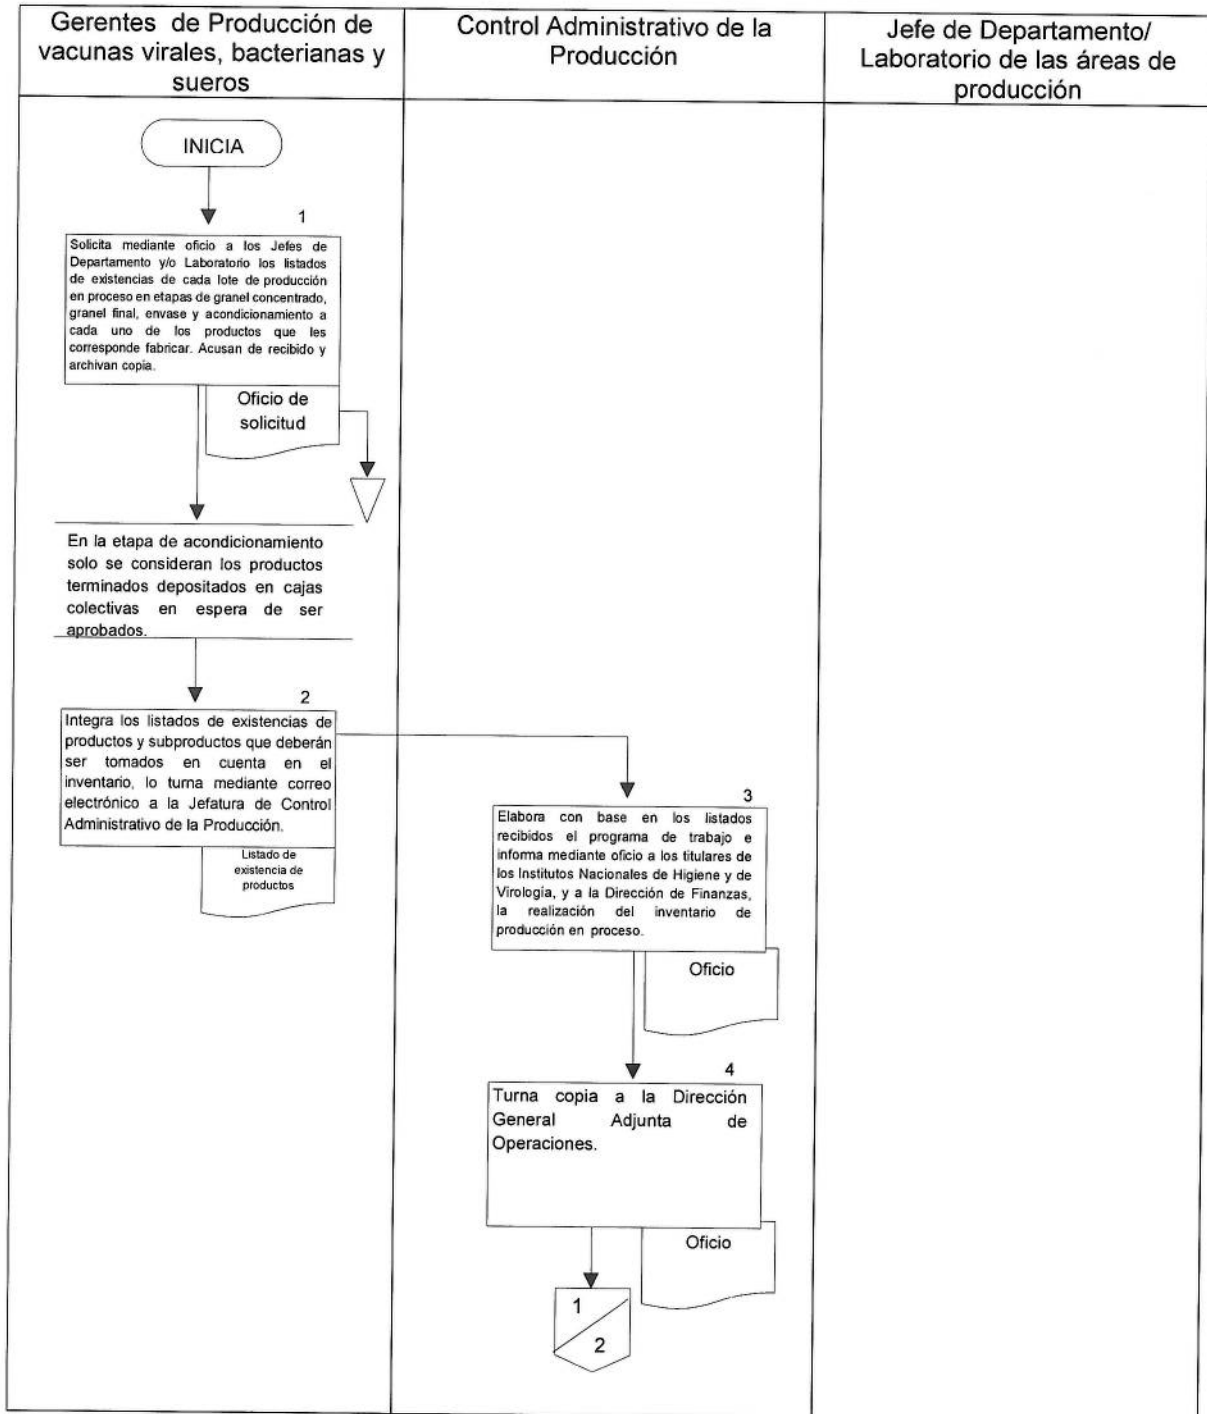 Gerentes de Producción de
vacunas virales, bacterianas y
sueros
Control Administrativo de la
Producción
Jefe de Departamento/
Laboratorio de las áreas de
producción
INICIA
1
Solicita mediante oficio a los Jefes de
Departamento y/o Laboratorio los listados
de existencias de cada lote de producción
en proceso en etapas de granel concentrado,
granel final, envase y acondicionamiento a
cada uno de los productos que les
corresponde fabricar. Acusan de recibido y
archivan copia.
Oficio de
solicitud
En la etapa de acondicionamiento
solo se consideran los productos
terminados depositados en cajas
colectivas en espera de ser
aprobados.
2
Integra los listados de existencias de
productos y subproductos que deberán
ser tomados en cuenta en el
inventario, lo turna mediante correo
electrónico a la Jefatura de Control
Administrativo de la Producción.
Listado de
existencia de
productos
3
Elabora con base en los listados
recibidos el programa de trabajo e
informa mediante oficio a los titulares de
los Institutos Nacionales de Higiene y de
Virología, y a la Dirección de Finanzas,
la realización del inventario de
producción en proceso.
Oficio
4
Turna copia a la Dirección
General Adjunta de
Operaciones.
Oficio
1
2